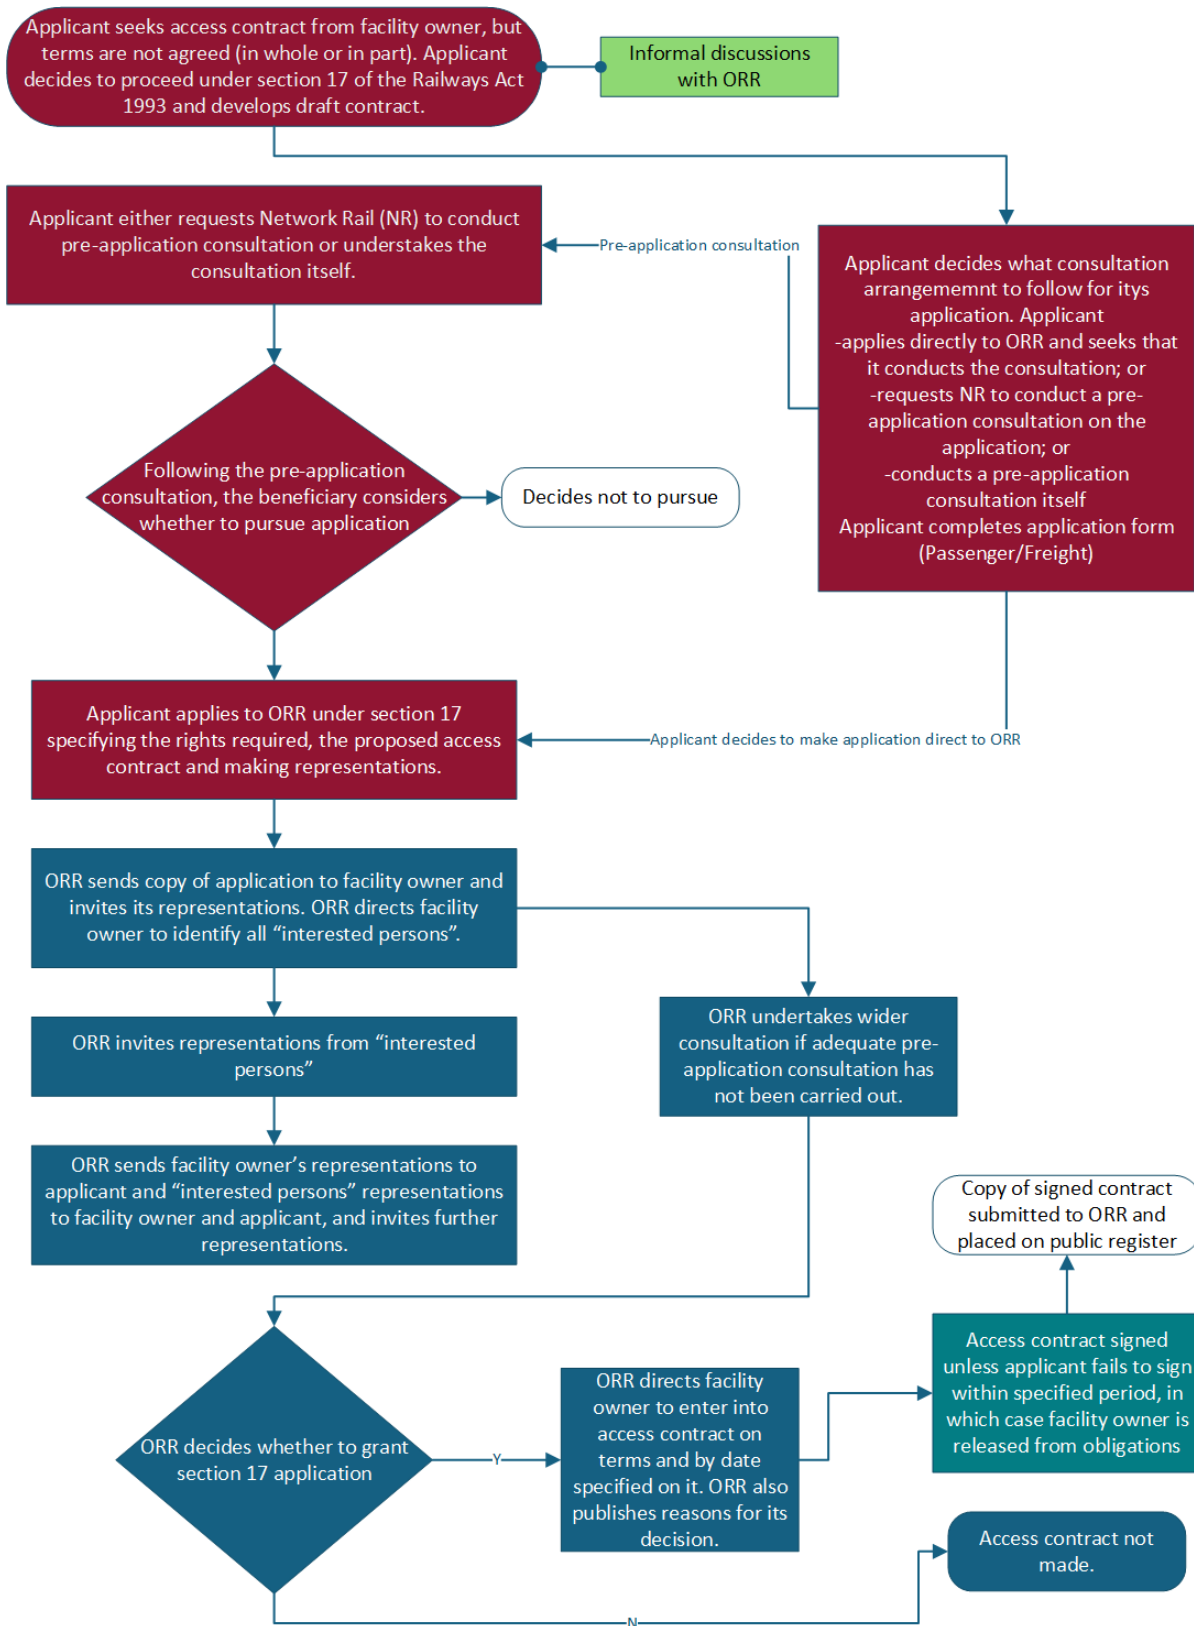 Applicant seeks access contract from facility owner, but
terms are not agreed (in whole or in part). Applicant
decides to proceed under section 17 of the Railways Act
1993 and develops draft contract.
Informal discussions
with ORR
Applicant either requests Network Rail (NR) to conduct
pre-application consultation or understakes the
consultation itself.
Pre-application consultation
Applicant decides what consultation
arrangememnt to follow for itys
application. Applicant
-applies directly to ORR and seeks that
it conducts the consultation; or
-requests NR to conduct a pre-
application consultation on the
application; or
-conducts a pre-application
consultation itself
Applicant completes application form
(Passenger/Freight)
Following the pre-application
consultation, the beneficiary considers
whether to pursue application
Decides not to pursue
Applicant applies to ORR under section 17
specifying the rights required, the proposed access
contract and making representations.
Applicant decides to make application direct to ORR
ORR sends copy of application to facility owner and
invites its representations. ORR directs facility
owner to identify all “interested persons”.
ORR invites representations from “interested
persons”
ORR undertakes wider
consultation if adequate pre-
application consultation has
not been carried out.
ORR sends facility owner’s representations to
applicant and “interested persons” representations
to facility owner and applicant, and invites further
representations.
Copy of signed contract
submitted to ORR and
placed on public register
Access contract signed
unless applicant fails to sign
within specified period, in
which case facility owner is
released from obligations
ORR decides whether to grant
section 17 application
Y
ORR directs facility
owner to enter into
access contract on
terms and by date
specified on it. ORR also
publishes reasons for its
decision.
Access contract not
made.
N